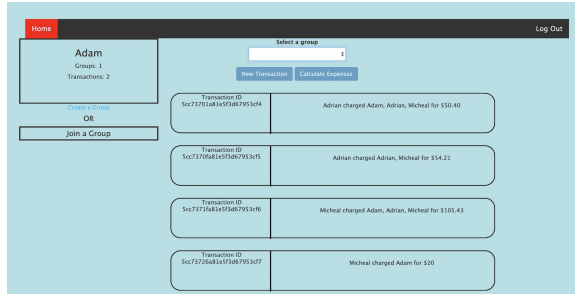 Home
Log Out
Adam
Groups: 1
Transactions: 2
Create a Group
OR
Join a Group
Select a group
New Transaction
Calculate Expenses
Transaction ID
5cc73701a81e5f3d67953cf4
Adrian charged Adam, Adrian, Micheal for $50.40
Transaction ID
5cc7370fa81e5f3d67953cf5
Adrian charged Adrian, Micheal for $54.21
Transaction ID
5cc7371fa81e5f3d67953cf6
Micheal charged Adam, Adrian, Micheal for $105.43
Transaction ID
5cc73726a81e5f3d67953cf7
Micheal charged Adam for $20